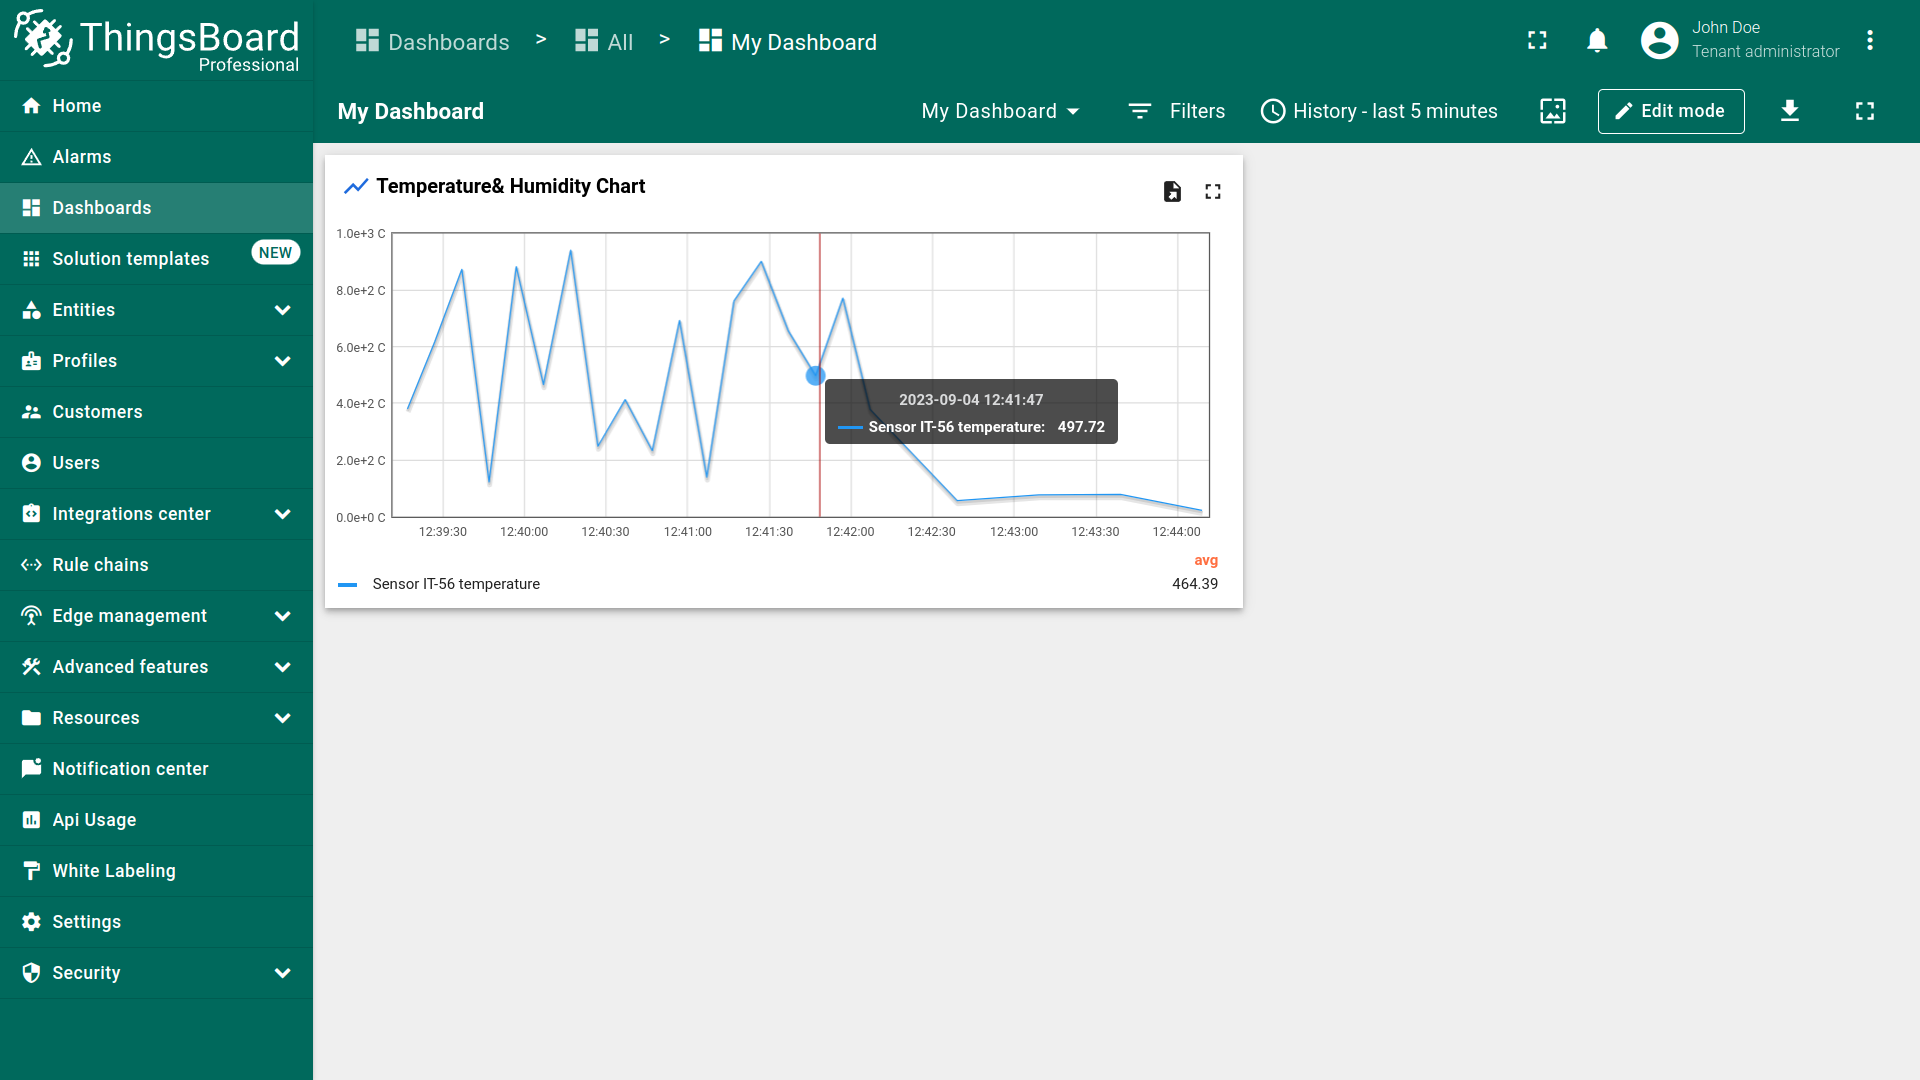 ThingsBoard
Professional
Home
Alarms
Dashboards
Solution templates NEW
Entities
Profiles
Customers
Users
Integrations center
Rule chains
Edge management
Advanced features
Resources
Notification center
Api Usage
White Labeling
Settings
Security
Dashboards > All > My Dashboard
John Doe
Tenant administrator
My Dashboard
My Dashboard
Filters
History - last 5 minutes
Edit mode
Temperature& Humidity Chart
1.0e+3 C
8.0e+2 C
6.0e+2 C
4.0e+2 C
2.0e+2 C
0.0e+0 C
2023-09-04 12:41:47
Sensor IT-56 temperature: 497.72
12:39:30 12:40:00 12:40:30 12:41:00 12:41:30 12:42:00 12:42:30 12:43:00 12:43:30 12:44:00
avg
Sensor IT-56 temperature 464.39